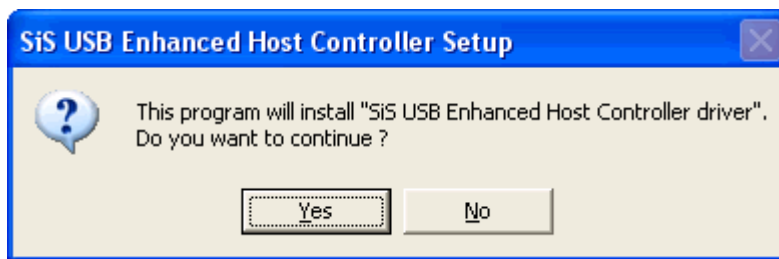 SiS USB Enhanced Host Controller Setup
This program will install "SiS USB Enhanced Host Controller driver".
Do you want to continue ?
Yes
No